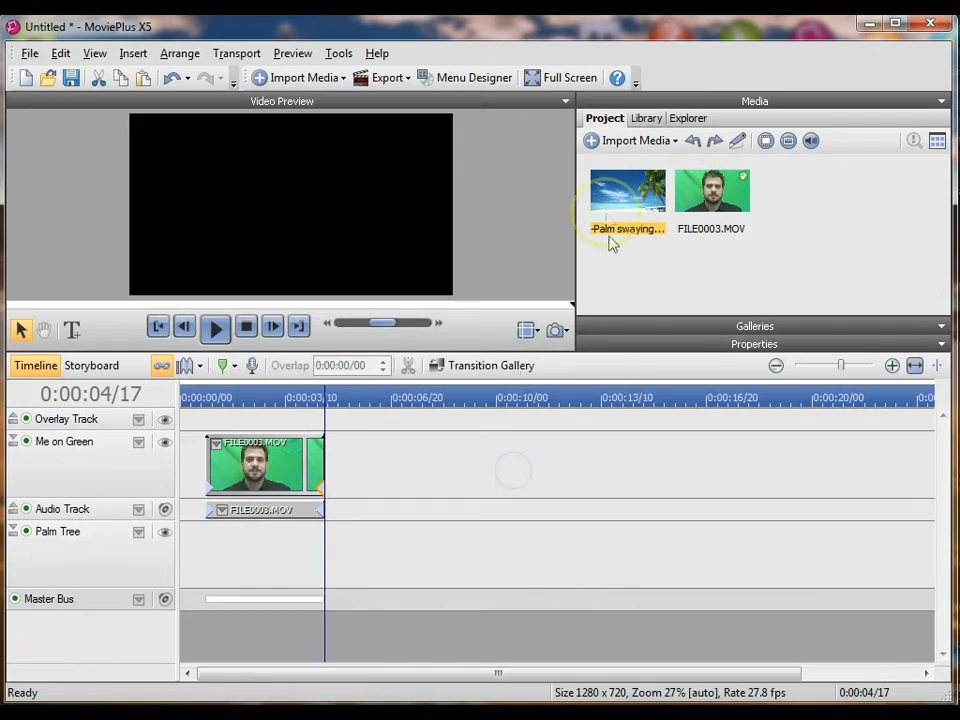 Untitled * - MoviePlus X5
File Edit View Insert Arrange Transport Preview Tools Help
Import Media Export Menu Designer Full Screen
Video Preview
Media
Project Library Explorer
Import Media
-Palm swaying... FILE0003.MOV
Galleries
Properties
Timeline Storyboard Overlap 0:00:00/00 Transition Gallery
0:00:04/17
0:00:00/00 0:00:03/10 0:00:06/20 0:00:10/00 0:00:13/10 0:00:16/20 0:00:20/00
Overlay Track
Me on Green
FILE0003.MOV
Audio Track
FILE0003.MOV
Palm Tree
Master Bus
Ready Size 1280 x 720, Zoom 27% [auto], Rate 27.8 fps 0:00:04/17